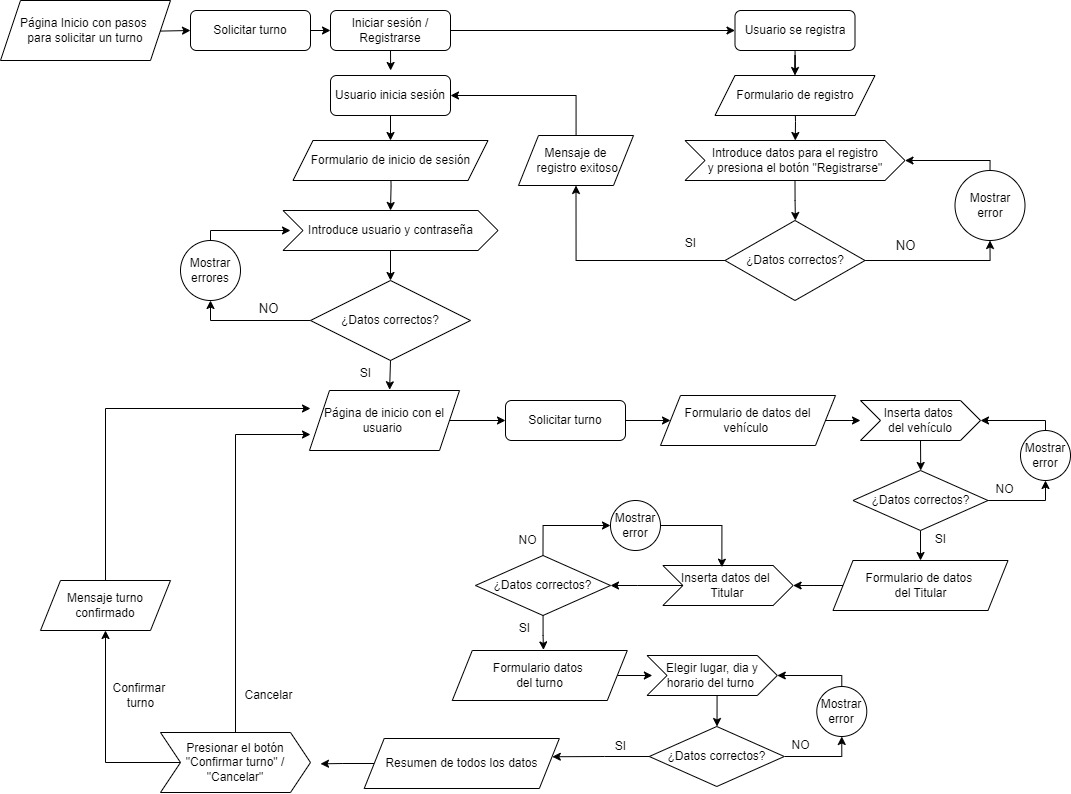 Página Inicio con pasos
para solicitar un turno
Solicitar turno
Iniciar sesión /
Registrarse
Usuario se registra
Usuario inicia sesión
Formulario de registro
Formulario de inicio de sesión
Mensaje de
registro exitoso
Introduce datos para el registro
y presiona el botón "Registrarse"
Mostrar
error
Introduce usuario y contraseña
SI
¿Datos correctos?
NO
Mostrar
errores
NO
¿Datos correctos?
SI
Página de inicio con el
usuario
Solicitar turno
Formulario de datos del
vehículo
Inserta datos
del vehículo
Mostrar
error
¿Datos correctos?
NO
SI
Formulario de datos
del Titular
Inserta datos del
Titular
Mostrar
error
NO
¿Datos correctos?
SI
Formulario datos
del turno
Elegir lugar, dia y
horario del turno
Mostrar
error
¿Datos correctos?
NO
SI
Resumen de todos los datos
Presionar el botón
"Confirmar turno" /
"Cancelar"
Cancelar
Confirmar
turno
Mensaje turno
confirmado